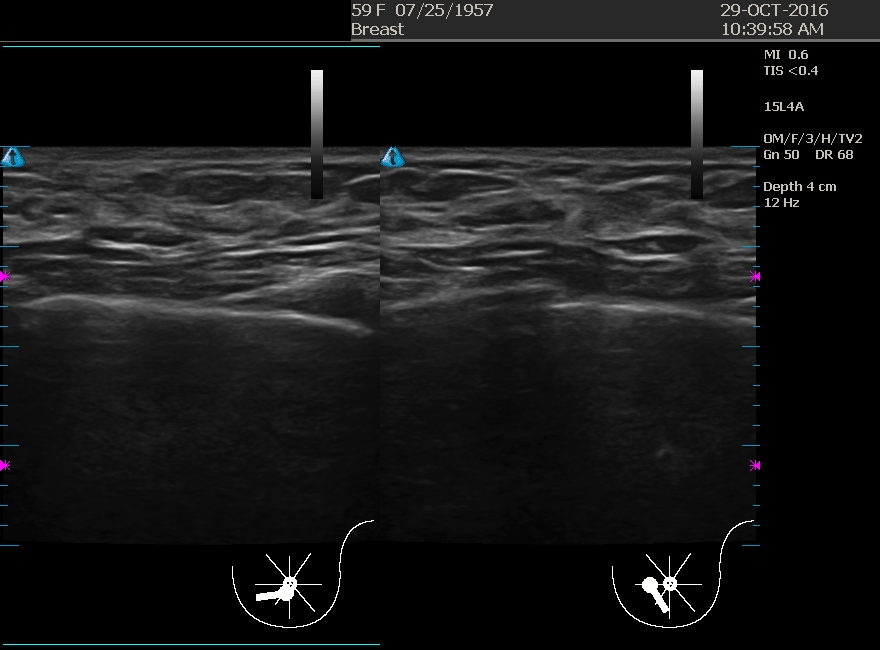 59 F 07/25/1957 29-OCT-2016
Breast 10:39:58 AM
MI 0.6
TIS <0.4
15L4A
OM/F/3/H/TV2
Gn 50 DR 68
Depth 4 cm
12 Hz